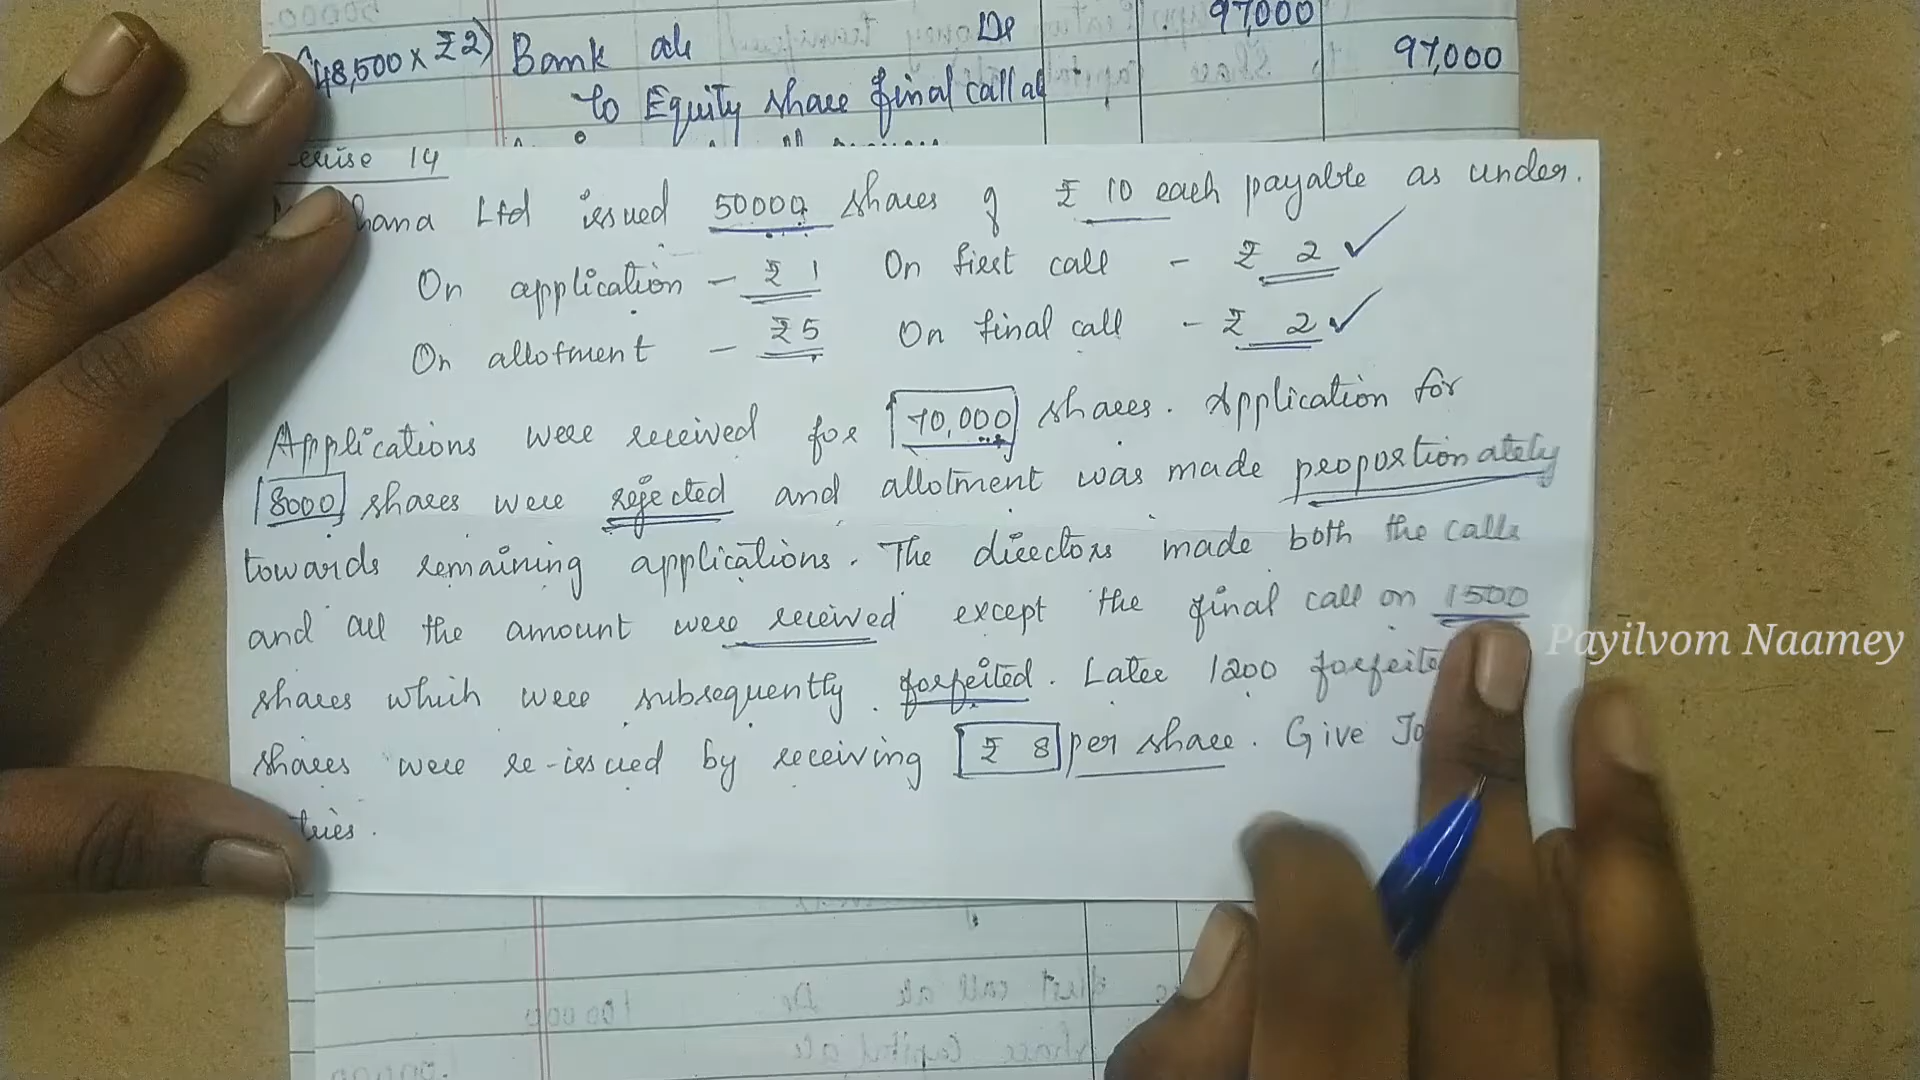 (48,500 x ₹2) Bank a/c Dr 97,000
To Equity share final call a/c 97,000
14
Ltd issued 50000 shares of ₹ 10 each payable as under.
On application - ₹ 1 On first call - ₹ 2 ✓
On allotment - ₹5 On final call - ₹ 2 ✓
Applications were received for 70,000 shares. Application for
8000 shares were rejected and allotment was made proportionately
towards remaining applications. The directors made both the calls
and all the amount were received except the final call on 1500
shares which were subsequently forfeited. Later 1200
shares were re-issued by receiving ₹ 8 per share. Give
Payilvom Naamey